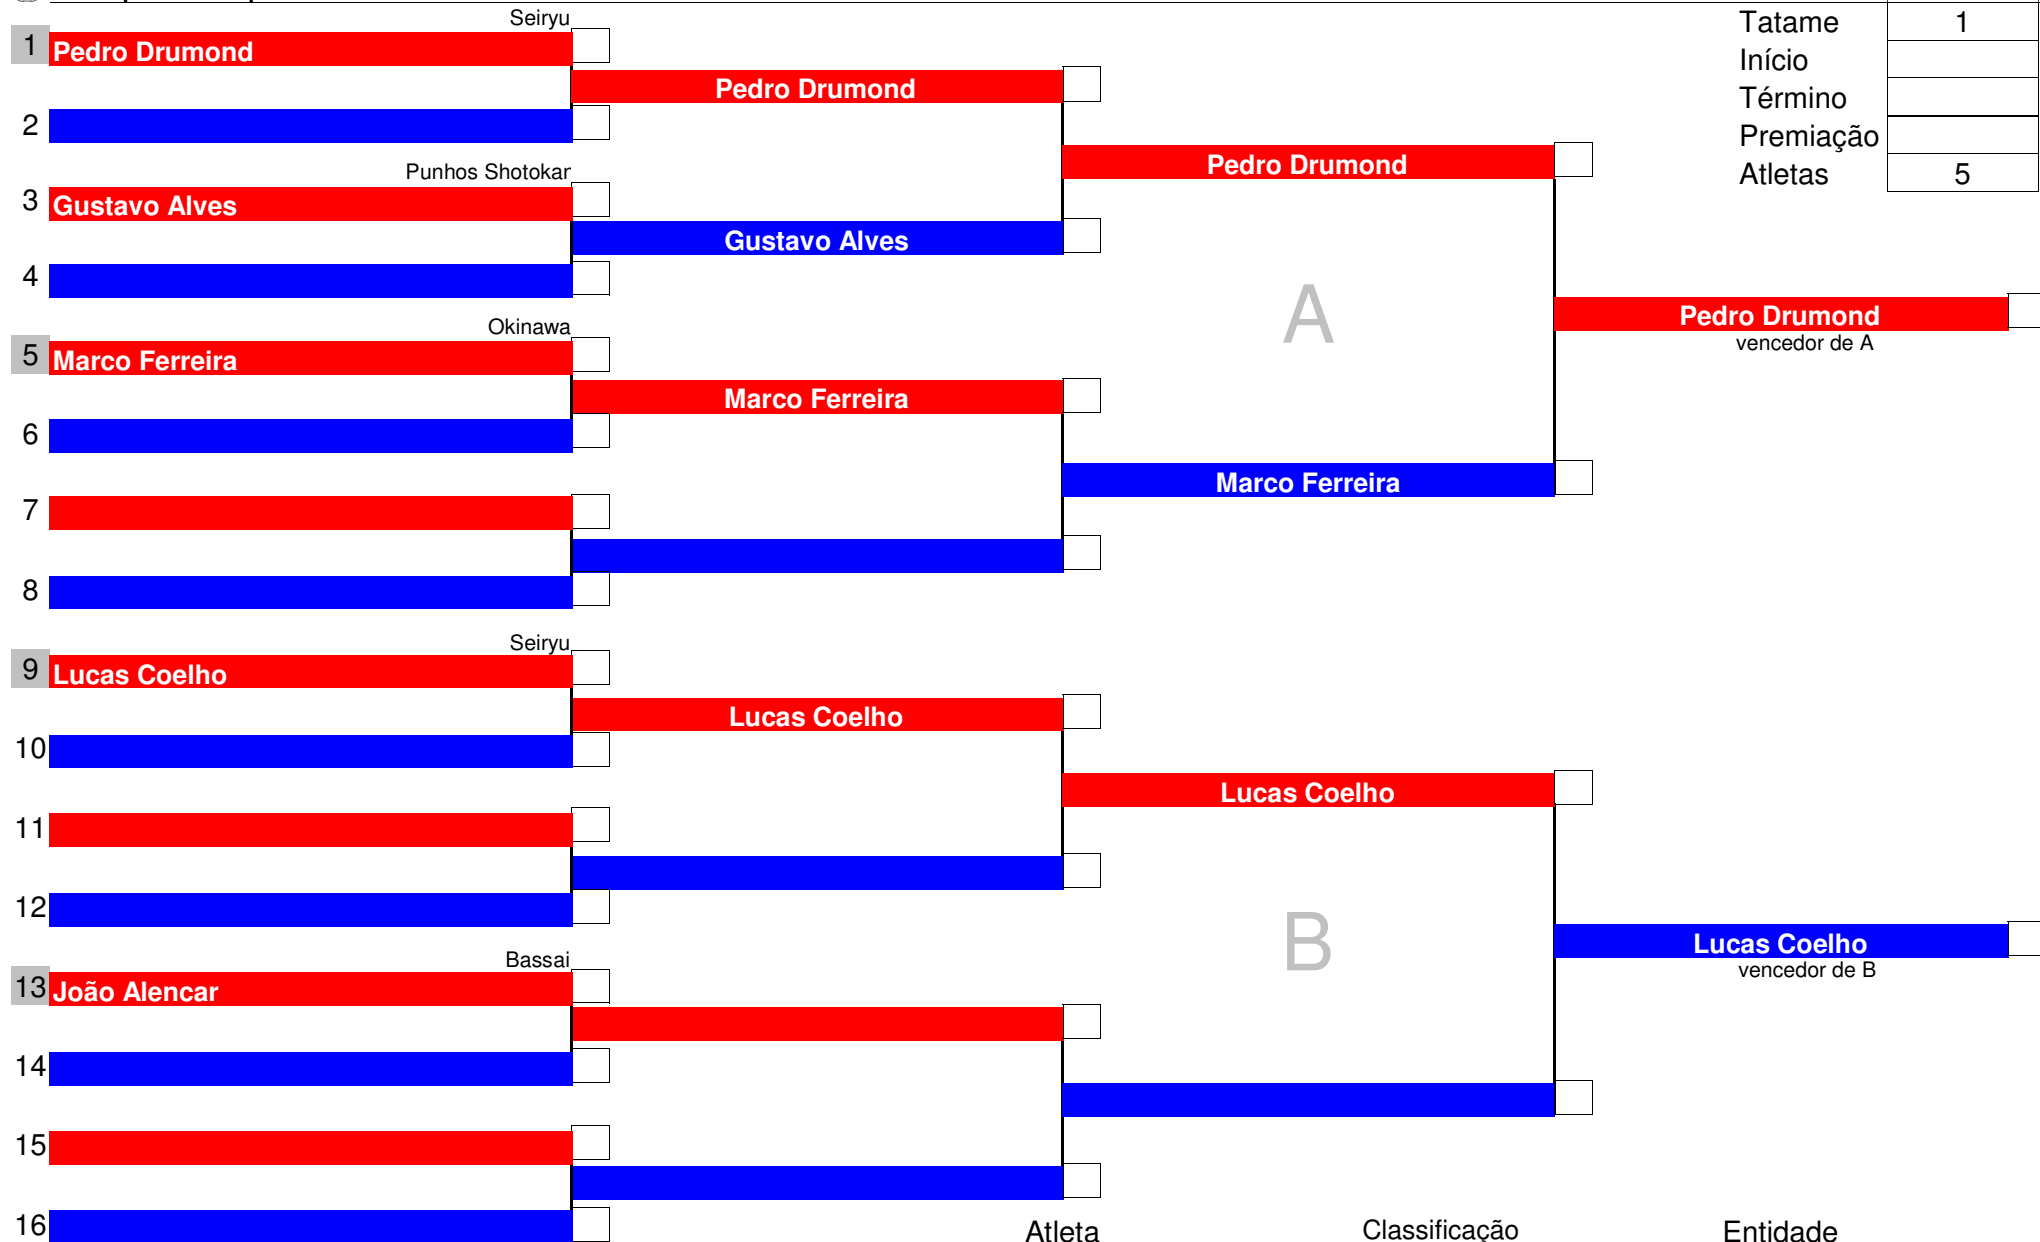 Seiryu
1 Pedro Drumond
Pedro Drumond
2
Punhos Shotokan
3 Gustavo Alves
Gustavo Alves
4
Pedro Drumond
Okinawa
5 Marco Ferreira
Marco Ferreira
6
7
8
Marco Ferreira
A
Pedro Drumond
vencedor de A
Seiryu
9 Lucas Coelho
Lucas Coelho
10
11
12
Lucas Coelho
B
Lucas Coelho
vencedor de B
Bassai
13 João Alencar
14
15
16
Tatame 1
Início
Término
Premiação
Atletas 5
Atleta Classificação Entidade